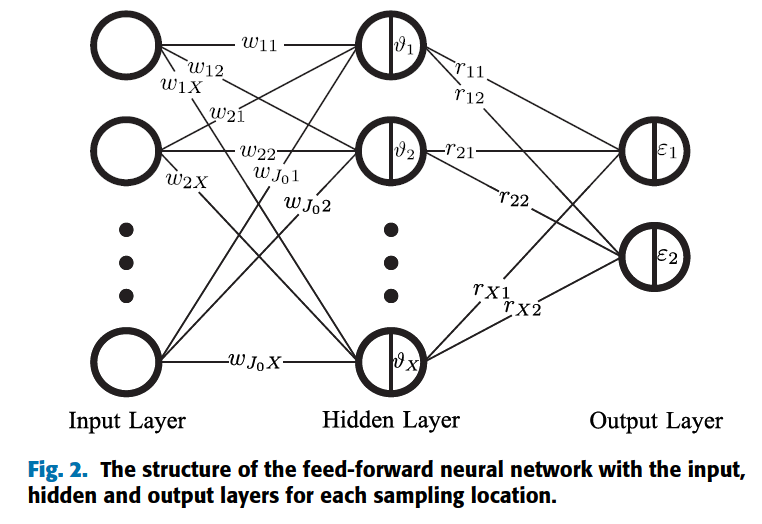 w11
ϑ1
r11
w12
w1X
r12
w21
w22
ϑ2
r21
ε1
wJ01
w2X
wJ02
r22
ε2
rX1
rX2
wJ0X
ϑX
Input Layer
Hidden Layer
Output Layer
Fig. 2. The structure of the feed-forward neural network with the input,
hidden and output layers for each sampling location.